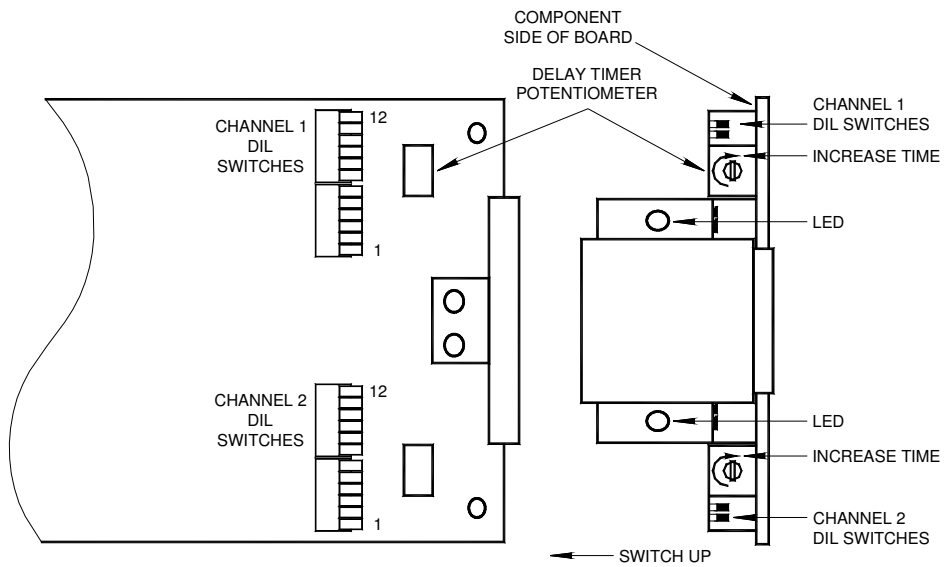 COMPONENT
SIDE OF BOARD
DELAY TIMER
POTENTIOMETER
CHANNEL 1
DIL
SWITCHES
12
1
CHANNEL 1
DIL SWITCHES
INCREASE TIME
LED
CHANNEL 2
DIL
SWITCHES
12
1
LED
INCREASE TIME
CHANNEL 2
DIL SWITCHES
SWITCH UP